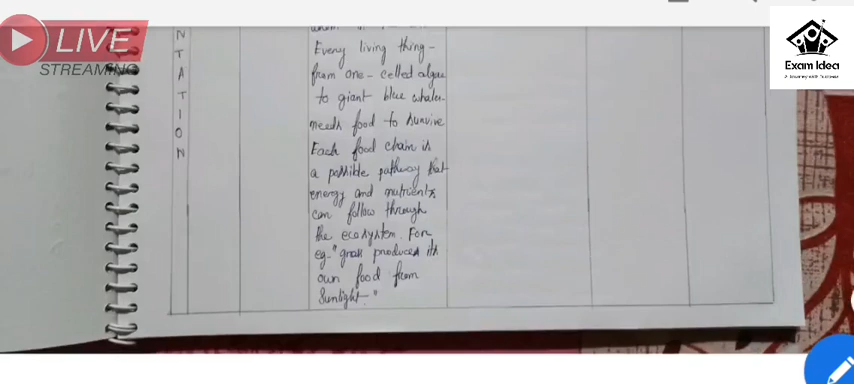 LIVE
STREAMING
Exam Idea
N
T
A
T
I
O
N
Every living thing -
from one - celled algae
to giant blue whales-
needs food to survive
Each food chain is
a possible pathway that
energy and nutrients
can follow through
the ecosystem. For
eg- "grass produces its
own food from
Sunlight."